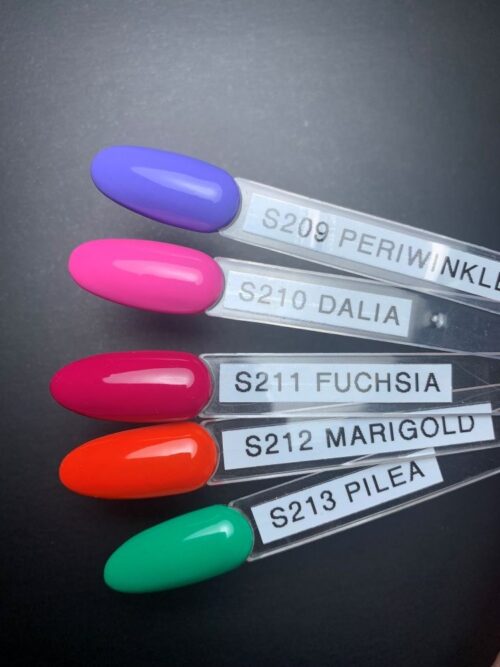 S209 PERIWINKLE
S210 DALIA
S211 FUCHSIA
S212 MARIGOLD
S213 PILEA